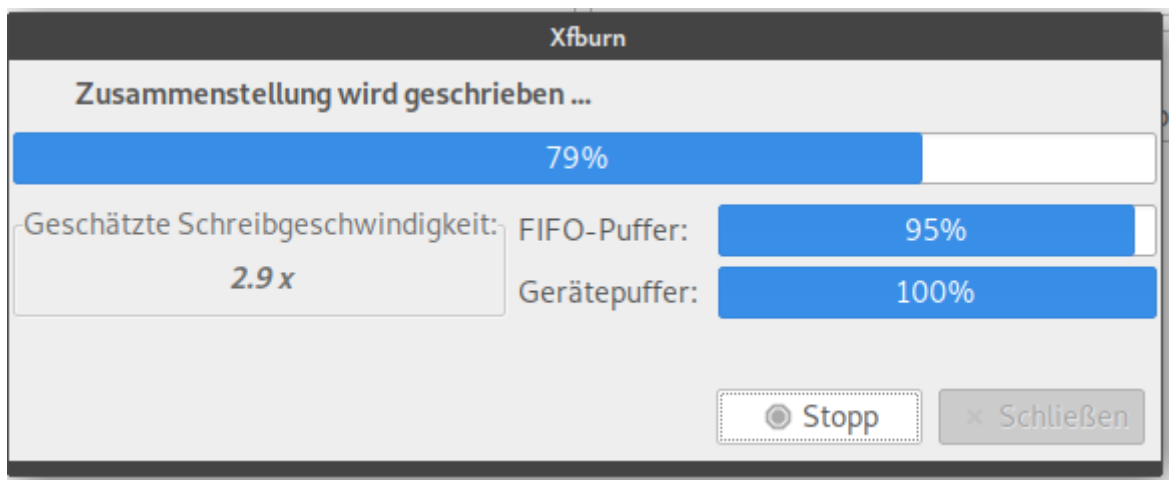 Xfburn
Zusammenstellung wird geschrieben ...
79%
Geschätzte Schreibgeschwindigkeit:
2.9 x
FIFO-Puffer: 95%
Gerätepuffer: 100%
Stopp
Schließen